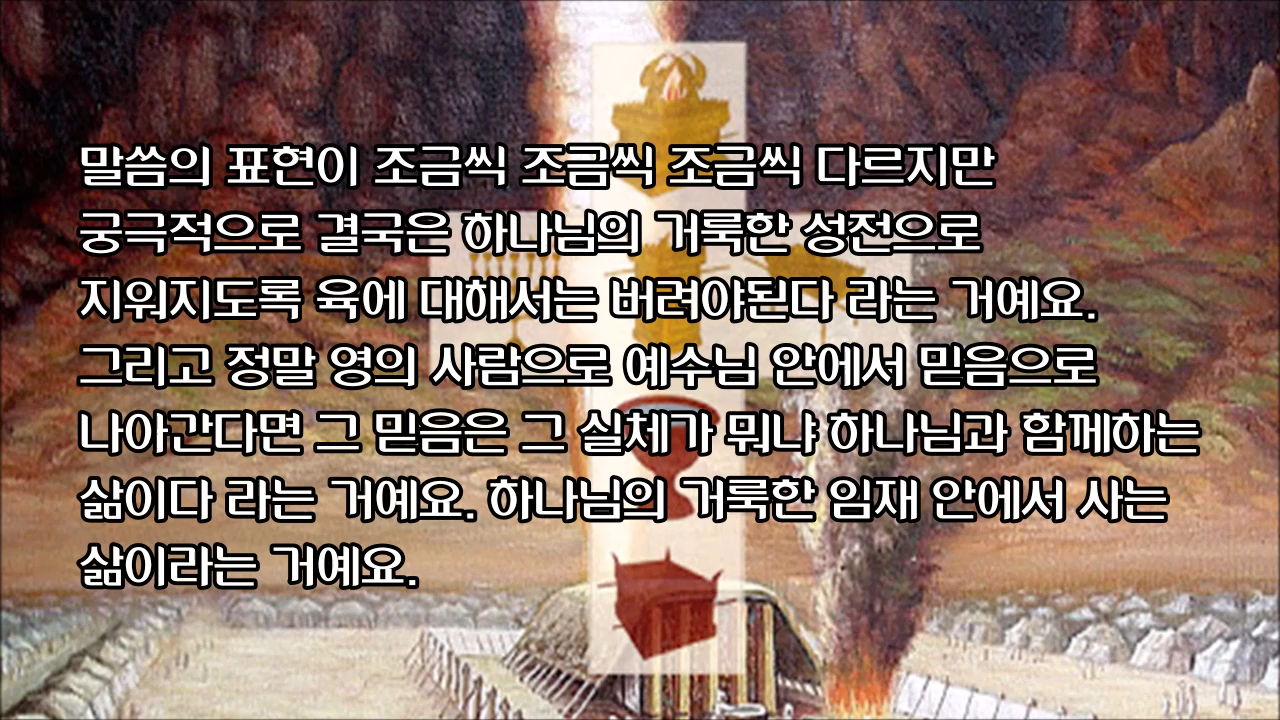 말씀의 표현이 조금씩 조금씩 조금씩 다르지만
궁극적으로 결국은 하나님의 거룩한 성전으로
지워지도록 육에 대해서는 버려야된다 라는 거예요.
그리고 정말 영의 사람으로 예수님 안에서 믿음으로
나아간다면 그 믿음은 그 실체가 뭐냐 하나님과 함께하는
삶이다 라는 거예요. 하나님의 거룩한 임재 안에서 사는
삶이라는 거예요.